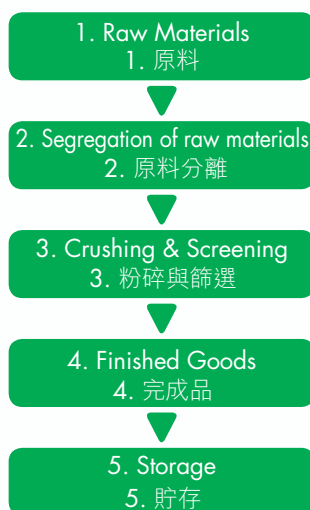 1. Raw Materials
1. 原料
2. Segregation of raw materials
2. 原料分離
3. Crushing & Screening
3. 粉碎與篩選
4. Finished Goods
4. 完成品
5. Storage
5. 貯存